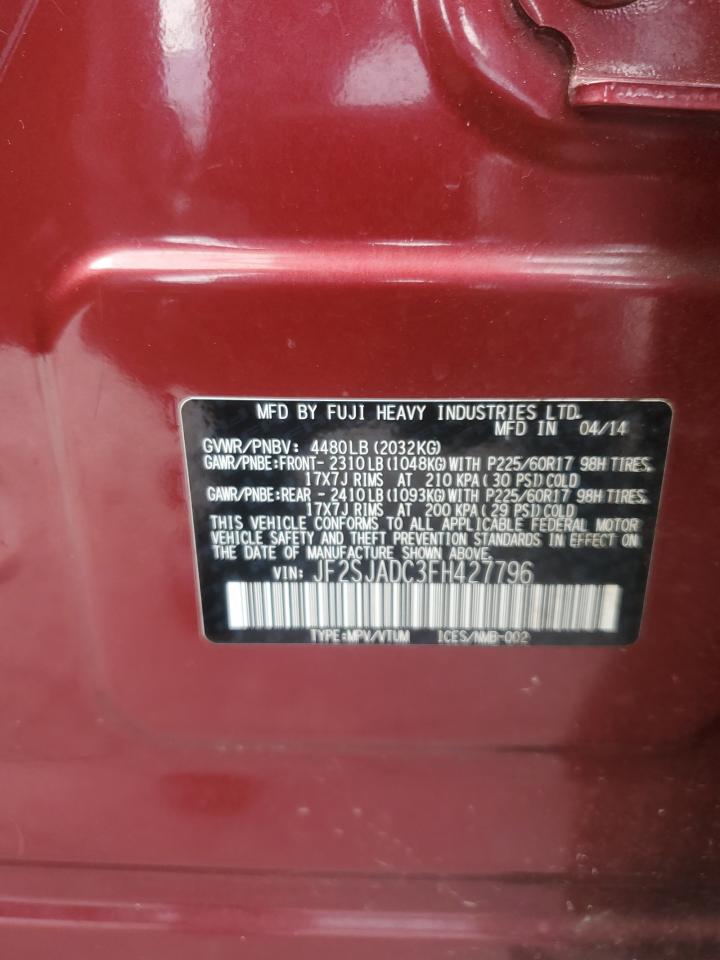 MFD BY FUJI HEAVY INDUSTRIES LTD.
MFD IN 04/14
GVWR/PNBV: 4480LB (2032KG)
GAWR/PNBE:FRONT- 2310LB (1048KG) WITH P225/60R17 98H TIRES,
17X7J RIMS AT 210 KPA ( 30 PSI) COLD
GAWR/PNBE:REAR - 2410LB (1093KG) WITH P225/60R17 98H TIRES,
17X7J RIMS AT 200 KPA ( 29 PSI) COLD
THIS VEHICLE CONFORMS TO ALL APPLICABLE FEDERAL MOTOR
VEHICLE SAFETY AND THEFT PREVENTION STANDARDS IN EFFECT ON
THE DATE OF MANUFACTURE SHOWN ABOVE.
VIN: JF2SJADC3FH427796
TYPE:MPV/VTUM ICES/NMB-002